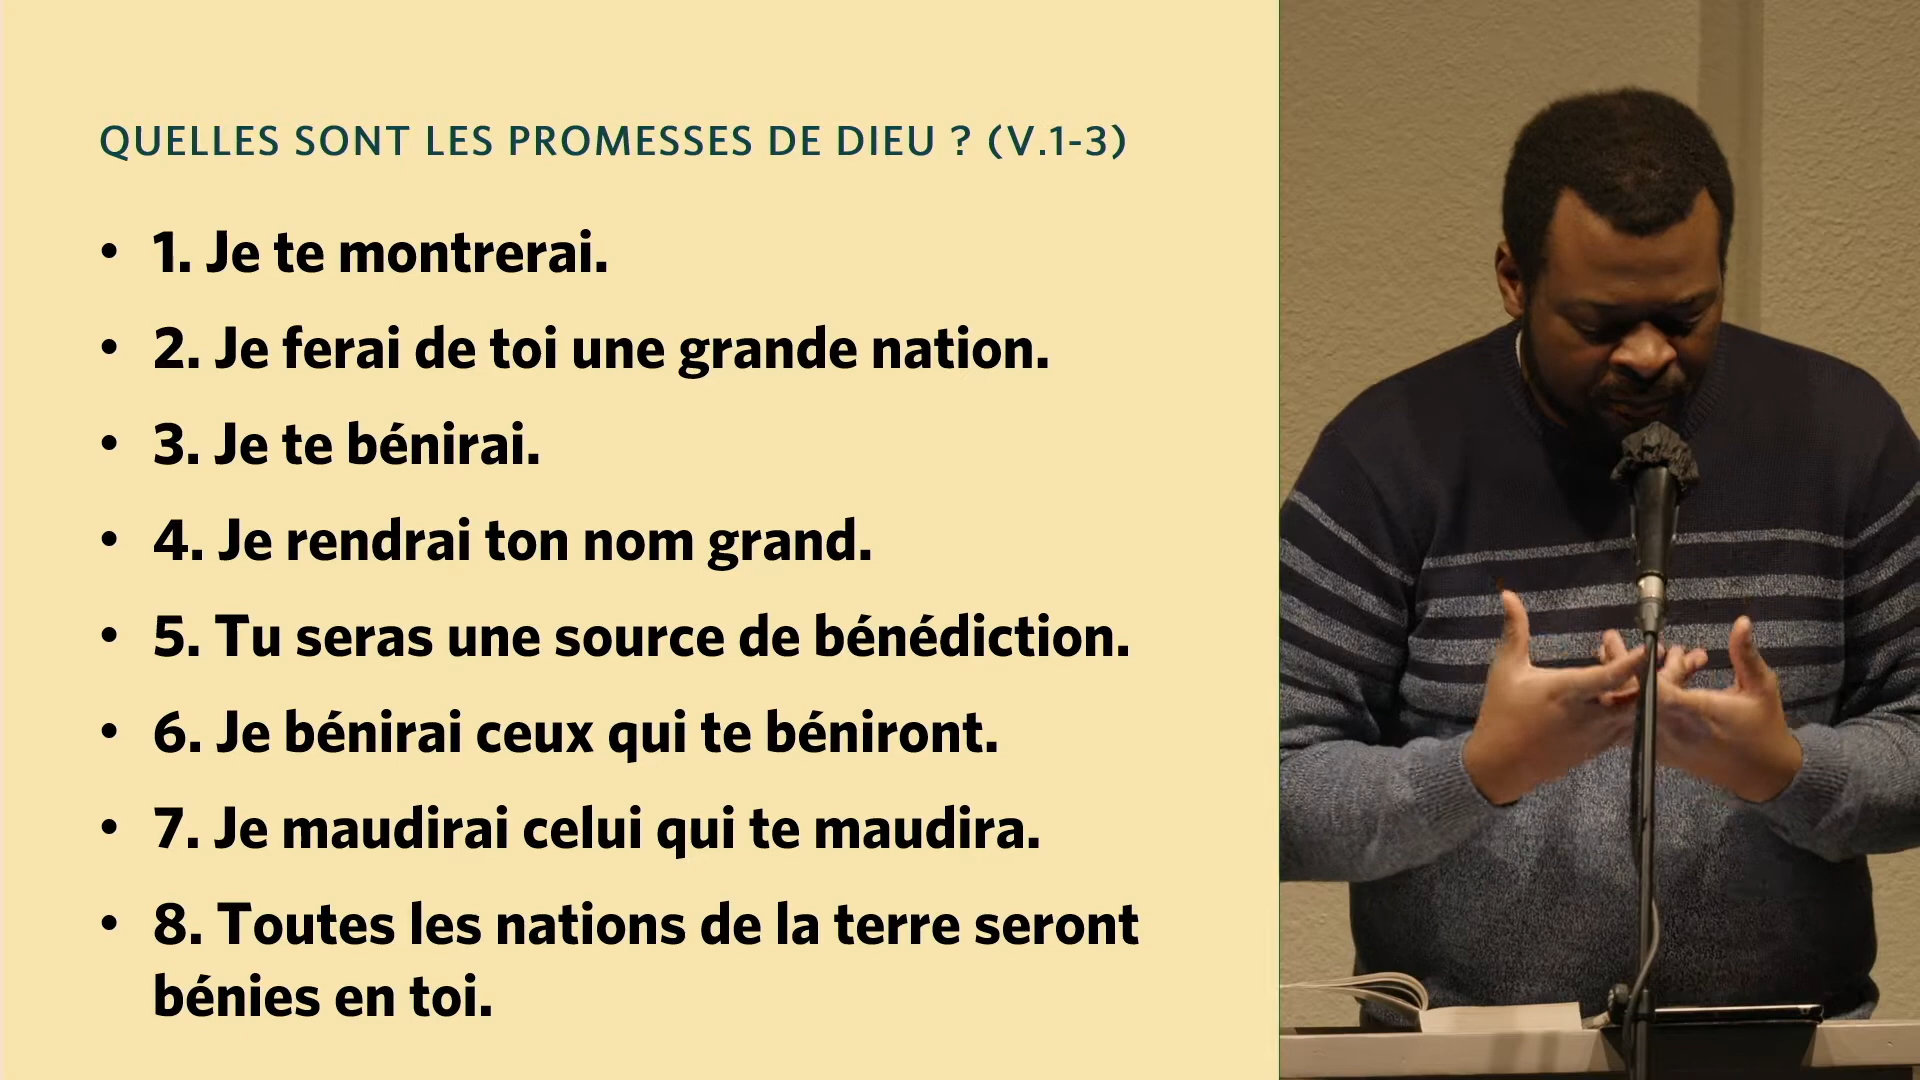 QUELLES SONT LES PROMESSES DE DIEU ? (V.1-3)
• 1. Je te montrerai.
• 2. Je ferai de toi une grande nation.
• 3. Je te bénirai.
• 4. Je rendrai ton nom grand.
• 5. Tu seras une source de bénédiction.
• 6. Je bénirai ceux qui te béniront.
• 7. Je maudirai celui qui te maudira.
• 8. Toutes les nations de la terre seront
bénies en toi.